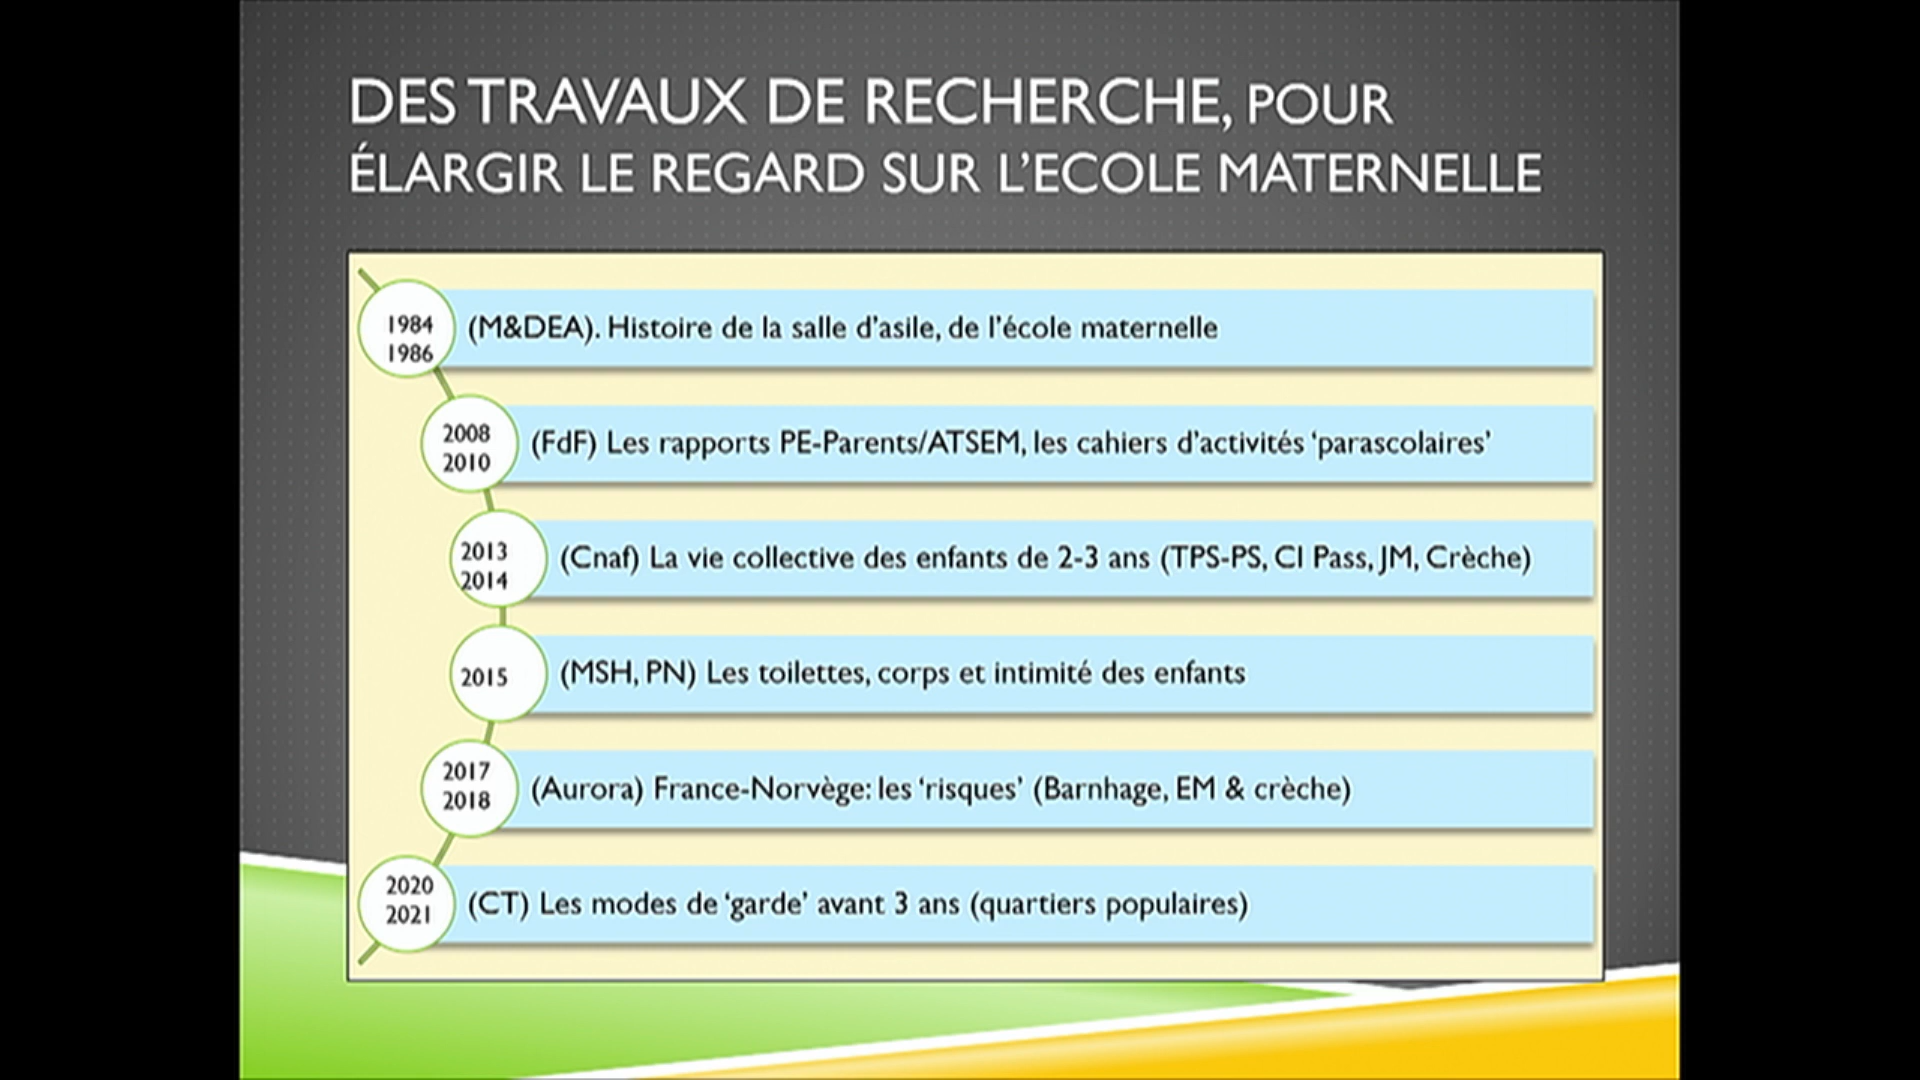 DES TRAVAUX DE RECHERCHE, POUR
ÉLARGIR LE REGARD SUR L'ECOLE MATERNELLE
1984
1986
(M&DEA). Histoire de la salle d'asile, de l'école maternelle
2008
2010
(FdF) Les rapports PE-Parents/ATSEM, les cahiers d'activités 'parascolaires'
2013
2014
(Cnaf) La vie collective des enfants de 2-3 ans (TPS-PS, CI Pass, JM, Crèche)
2015
(MSH, PN) Les toilettes, corps et intimité des enfants
2017
2018
(Aurora) France-Norvège: les 'risques' (Barnhage, EM & crèche)
2020
2021
(CT) Les modes de 'garde' avant 3 ans (quartiers populaires)